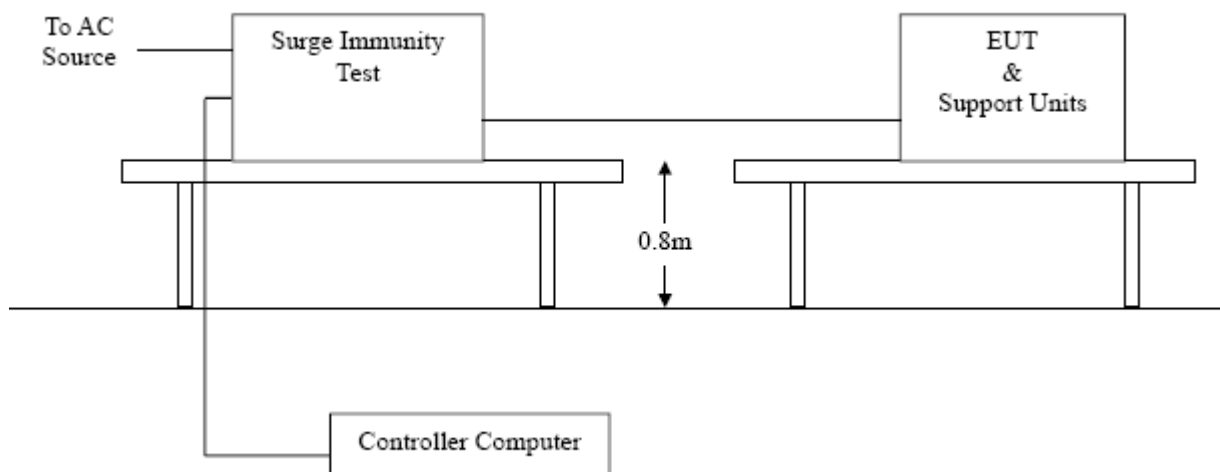 To AC
Source
Surge Immunity
Test
EUT
&
Support Units
0.8m
Controller Computer